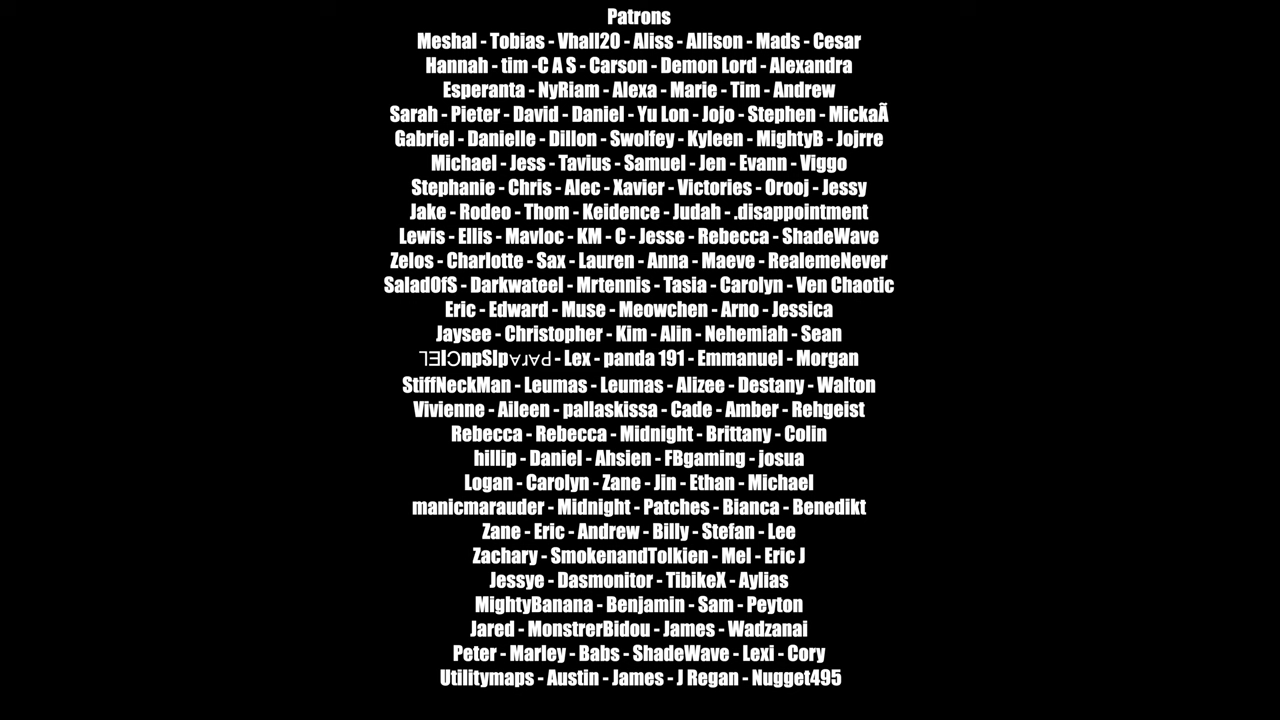 Patrons
Meshal - Tobias - Vhall20 - Aliss - Allison - Mads - Cesar
Hannah - tim -C A S - Carson - Demon Lord - Alexandra
Esperanta - NyRiam - Alexa - Marie - Tim - Andrew
Sarah - Pieter - David - Daniel - Yu Lon - Jojo - Stephen - MickaÃ
Gabriel - Danielle - Dillon - Swolfey - Kyleen - MightyB - Jojrre
Michael - Jess - Tavius - Samuel - Jen - Evann - Viggo
Stephanie - Chris - Alec - Xavier - Victories - Orooj - Jessy
Jake - Rodeo - Thom - Keidence - Judah - .disappointment
Lewis - Ellis - Mavloc - KM - C - Jesse - Rebecca - ShadeWave
Zelos - Charlotte - Sax - Lauren - Anna - Maeve - RealemeNever
SaladOfS - Darkwateel - Mrtennis - Tasia - Carolyn - Ven Chaotic
Eric - Edward - Muse - Meowchen - Arno - Jessica
Jaysee - Christopher - Kim - Alin - Nehemiah - Sean
- Lex - panda 191 - Emmanuel - Morgan
StiffNeckMan - Leumas - Leumas - Alizee - Destany - Walton
Vivienne - Aileen - pallaskissa - Cade - Amber - Rehgeist
Rebecca - Rebecca - Midnight - Brittany - Colin
hillip - Daniel - Ahsien - FBgaming - josua
Logan - Carolyn - Zane - Jin - Ethan - Michael
manicmarauder - Midnight - Patches - Bianca - Benedikt
Zane - Eric - Andrew - Billy - Stefan - Lee
Zachary - SmokenandTolkien - Mel - Eric J
Jessye - Dasmonitor - TibikeX - Aylias
MightyBanana - Benjamin - Sam - Peyton
Jared - MonstrerBidou - James - Wadzanai
Peter - Marley - Babs - ShadeWave - Lexi - Cory
Utilitymaps - Austin - James - J Regan - Nugget495